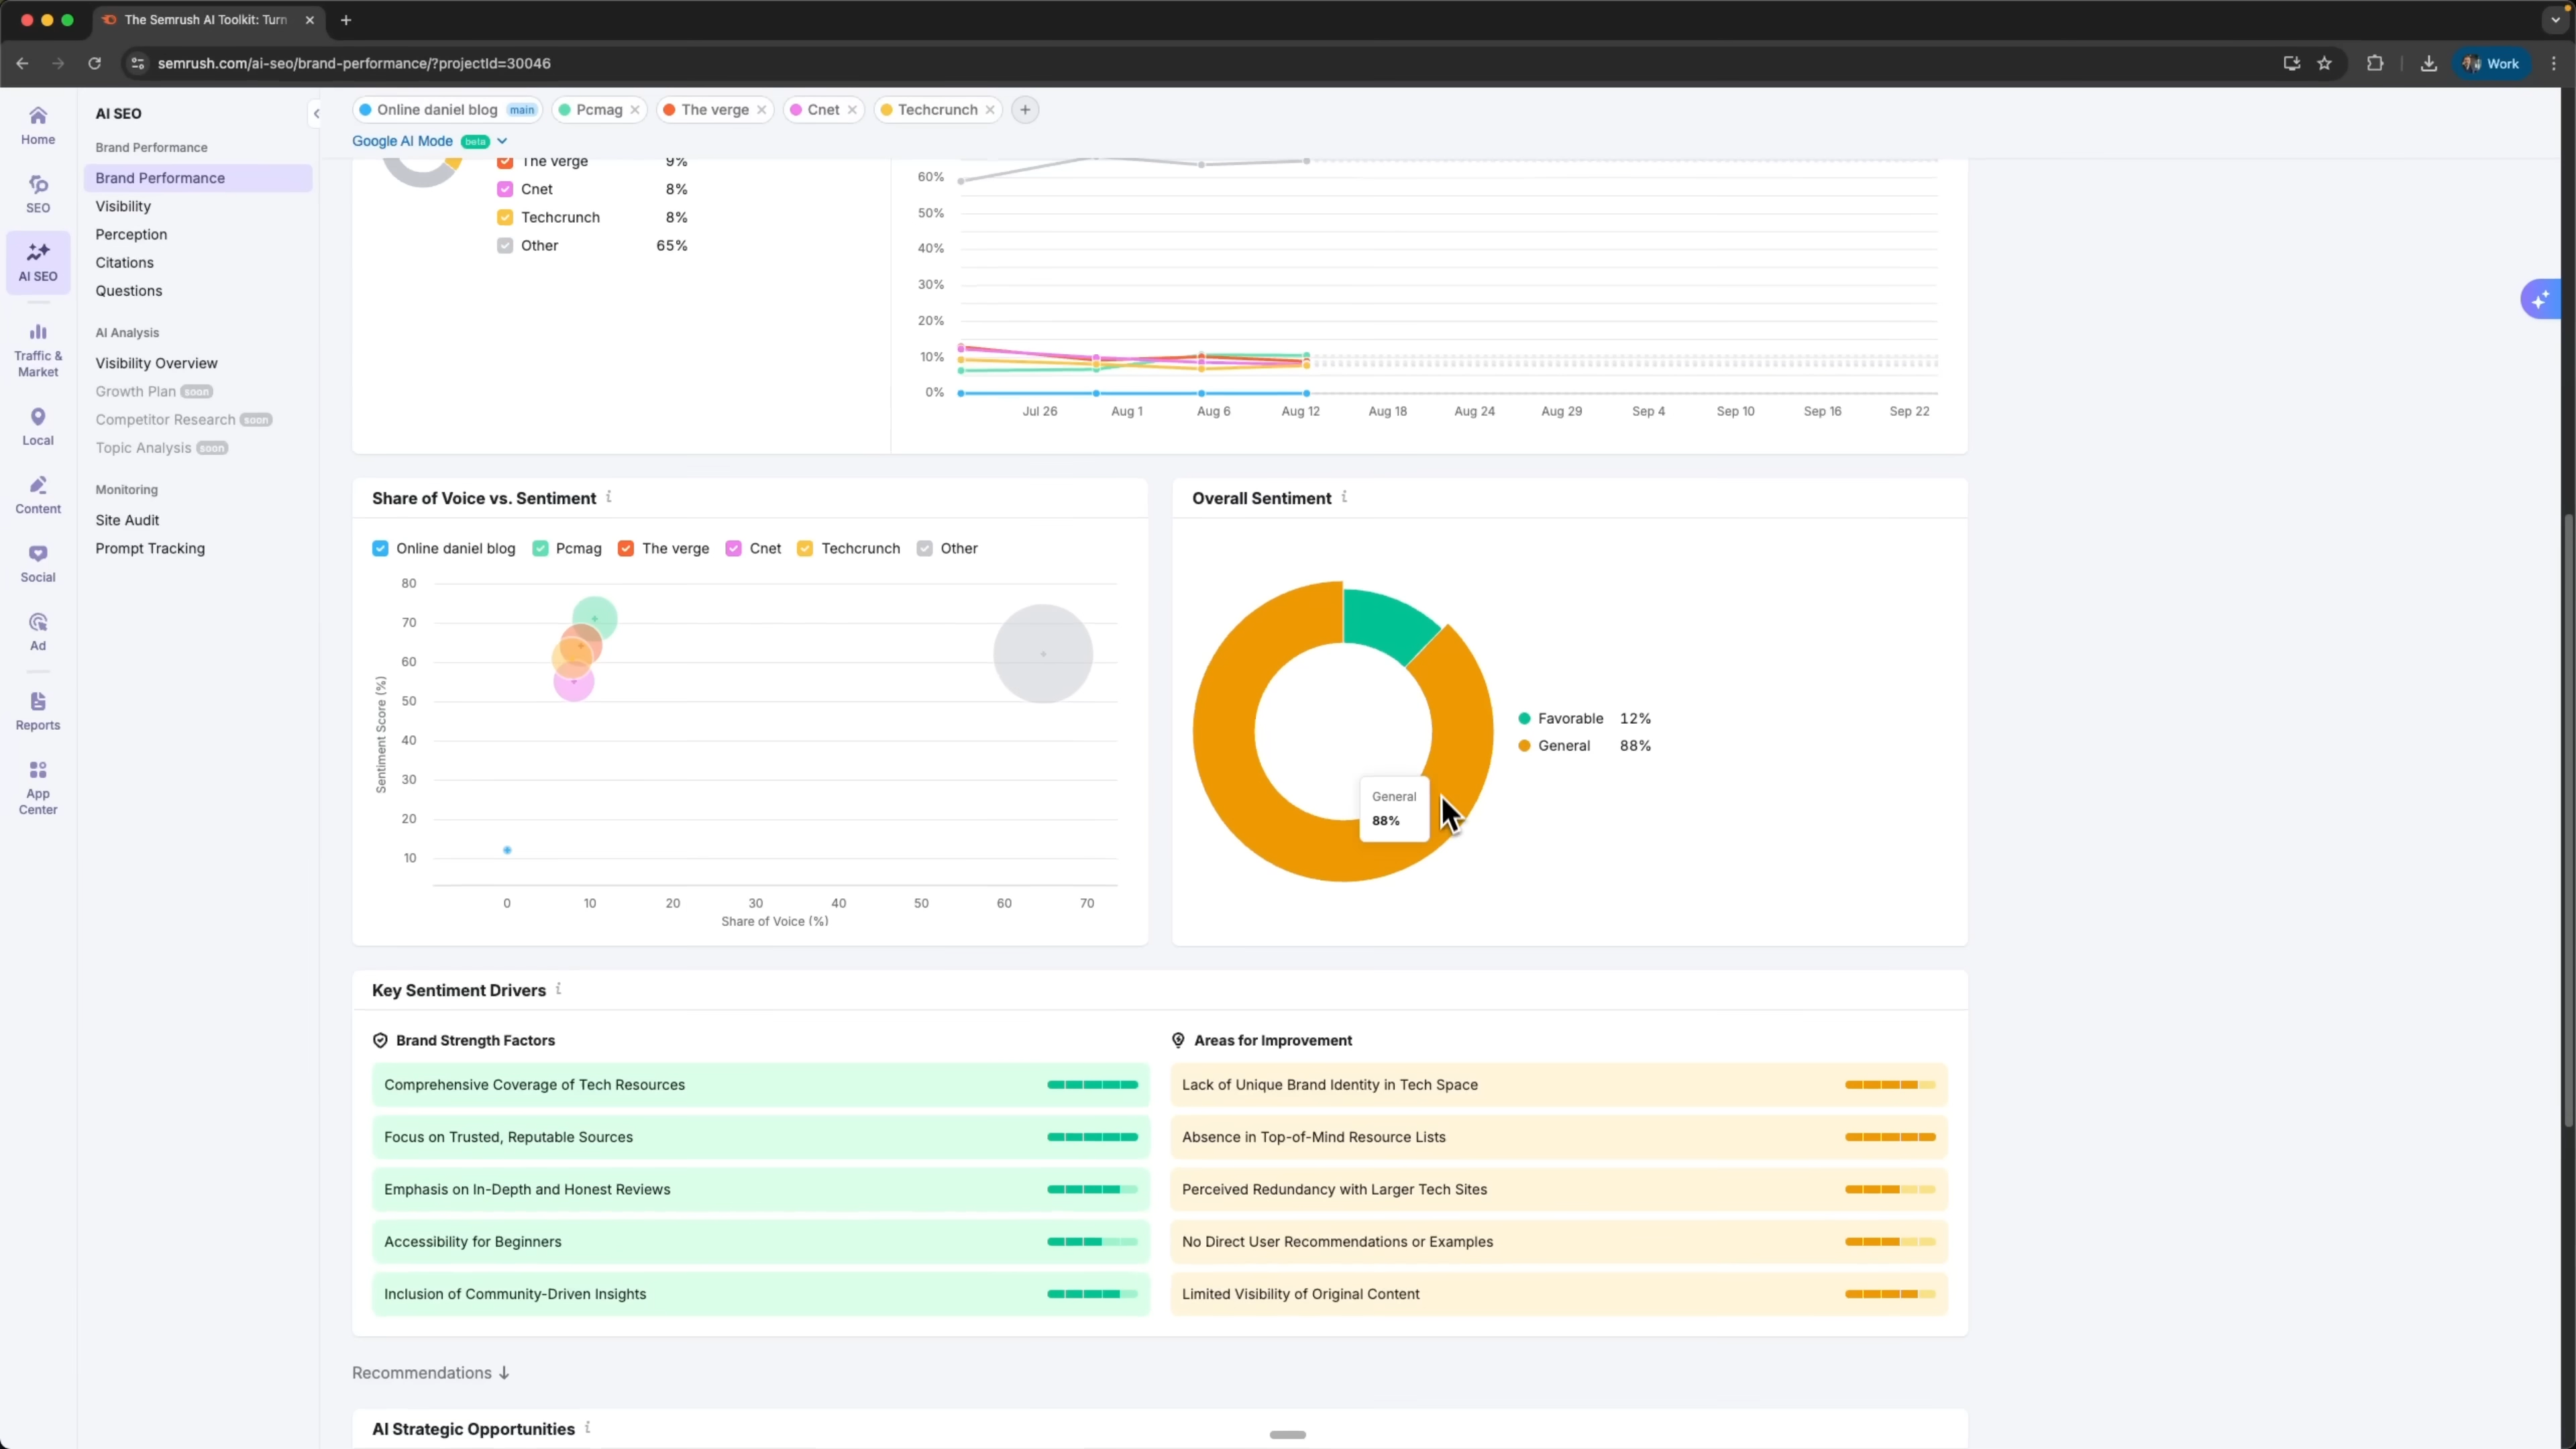 The Semrush AI Toolkit: Turn
semrush.com/ai-seo/brand-performance/?projectId=30046
Work
Home
SEO
AI SEO
Traffic &
Market
Local
Content
Social
Ad
Reports
App
Center
AI SEO
Brand Performance
Brand Performance
Visibility
Perception
Citations
Questions
AI Analysis
Visibility Overview
Growth Plan soon
Competitor Research soon
Topic Analysis soon
Monitoring
Site Audit
Prompt Tracking
Online daniel blog main Pcmag The verge Cnet Techcrunch
Google AI Mode beta
The verge 9%
Cnet 8%
Techcrunch 8%
Other 65%
60%
50%
40%
30%
20%
10%
0%
Jul 26 Aug 1 Aug 6 Aug 12 Aug 18 Aug 24 Aug 29 Sep 4 Sep 10 Sep 16 Sep 22
Share of Voice vs. Sentiment
Online daniel blog Pcmag The verge Cnet Techcrunch Other
Sentiment Score (%)
80
70
60
50
40
30
20
10
0 10 20 30 40 50 60 70
Share of Voice (%)
Overall Sentiment
Favorable 12%
General 88%
General
88%
Key Sentiment Drivers
Brand Strength Factors
Comprehensive Coverage of Tech Resources
Focus on Trusted, Reputable Sources
Emphasis on In-Depth and Honest Reviews
Accessibility for Beginners
Inclusion of Community-Driven Insights
Areas for Improvement
Lack of Unique Brand Identity in Tech Space
Absence in Top-of-Mind Resource Lists
Perceived Redundancy with Larger Tech Sites
No Direct User Recommendations or Examples
Limited Visibility of Original Content
Recommendations ↓
AI Strategic Opportunities